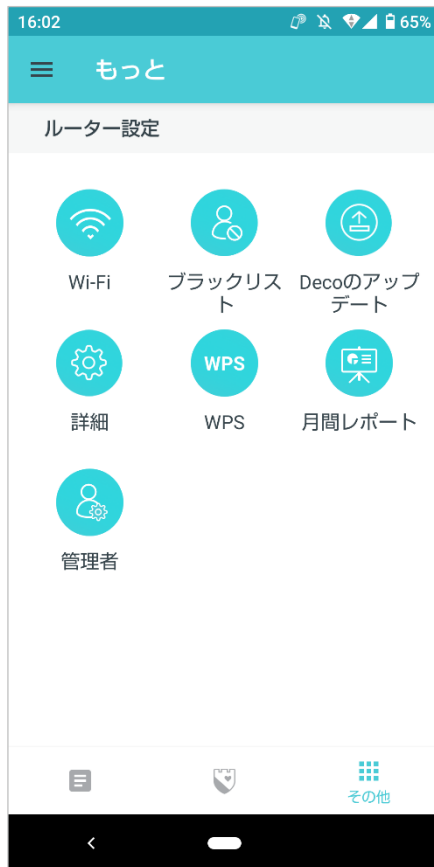 16:02
65%
もっと
ルーター設定
Wi-Fi
ブラックリス
ト
Decoのアップ
デート
詳細
WPS
WPS
月間レポート
管理者
その他